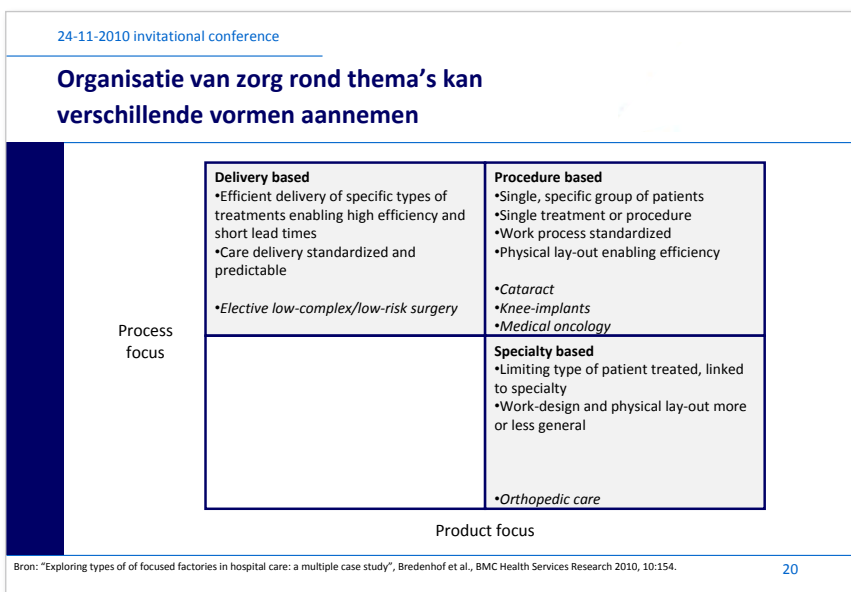 24-11-2010 invitational conference
Organisatie van zorg rond thema's kan
verschillende vormen aannemen
Delivery based
•Efficient delivery of specific types of
treatments enabling high efficiency and
short lead times
•Care delivery standardized and
predictable
•Elective low-complex/low-risk surgery
Procedure based
•Single, specific group of patients
•Single treatment or procedure
•Work process standardized
•Physical lay-out enabling efficiency
•Cataract
•Knee-implants
•Medical oncology
Process
focus
Specialty based
•Limiting type of patient treated, linked
to specialty
•Work-design and physical lay-out more
or less general
•Orthopedic care
Product focus
Bron: "Exploring types of of focused factories in hospital care: a multiple case study", Bredenhof et al., BMC Health Services Research 2010, 10:154.
20